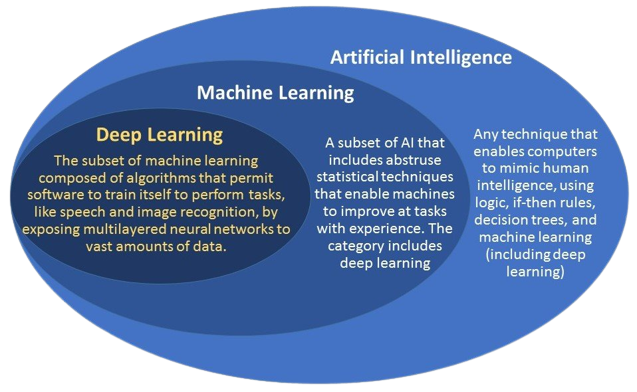 Artificial Intelligence
Machine Learning
Deep Learning
The subset of machine learning
composed of algorithms that permit
software to train itself to perform tasks,
like speech and image recognition, by
exposing multilayered neural networks to
vast amounts of data.
A subset of AI that
includes abstruse
statistical techniques
that enable machines
to improve at tasks
with experience. The
category includes
deep learning
Any technique that
enables computers
to mimic human
intelligence, using
logic, if-then rules,
decision trees, and
machine learning
(including deep
learning)